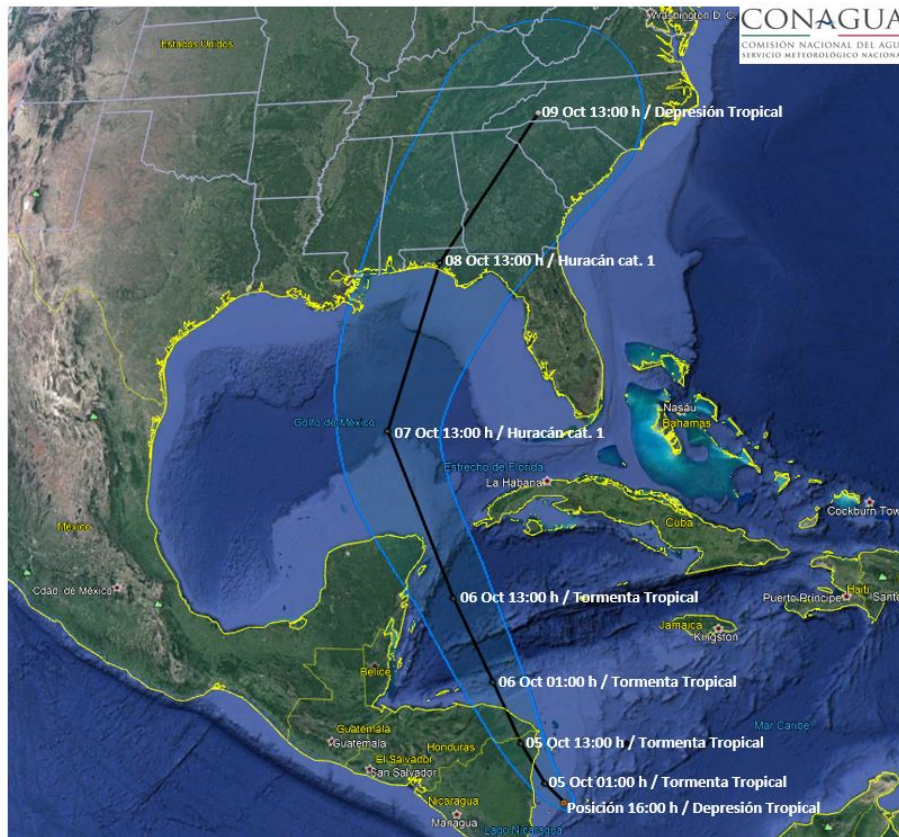 Washington D. C.
CONAGUA
COMISIÓN NACIONAL DEL AGUA
SERVICIO METEOROLÓGICO NACIONAL
Estados Unidos
09 Oct 13:00 h / Depresión Tropical
08 Oct 13:00 h / Huracán cat. 1
Golfo de México
07 Oct 13:00 h / Huracán cat. 1
Nasáu
Bahamas
Estrecho de Florida
La Habana
Cockburn Tow
Cuba
México
Cdad. de México
06 Oct 13:00 h / Tormenta Tropical
Haití
Puerto Príncipe
Santo
Jamaica
Kingston
Belice
06 Oct 01:00 h / Tormenta Tropical
Mar Caribe
Guatemala
Guatemala
Honduras
05 Oct 13:00 h / Tormenta Tropical
El Salvador
San Salvador
05 Oct 01:00 h / Tormenta Tropical
Nicaragua
Posición 16:00 h / Depresión Tropical
Managua
Lago Nicaragua